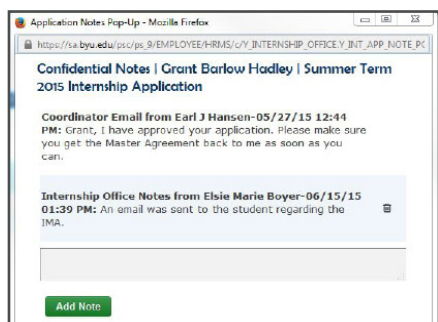 Application Notes Pop-Up - Mozilla Firefox
https://sa.byu.edu/psc/ps_9/EMPLOYEE/HRMS/c/Y_INTERNSHIP_OFFICE.Y_INT_APP_NOTE_PC
Confidential Notes | Grant Barlow Hadley | Summer Term
2015 Internship Application
Coordinator Email from Earl J Hansen-05/27/15 12:44
PM: Grant, I have approved your application. Please make sure
you get the Master Agreement back to me as soon as you
can.
Internship Office Notes from Elsie Marie Boyer-06/15/15
01:39 PM: An email was sent to the student regarding the
IMA.
Add Note